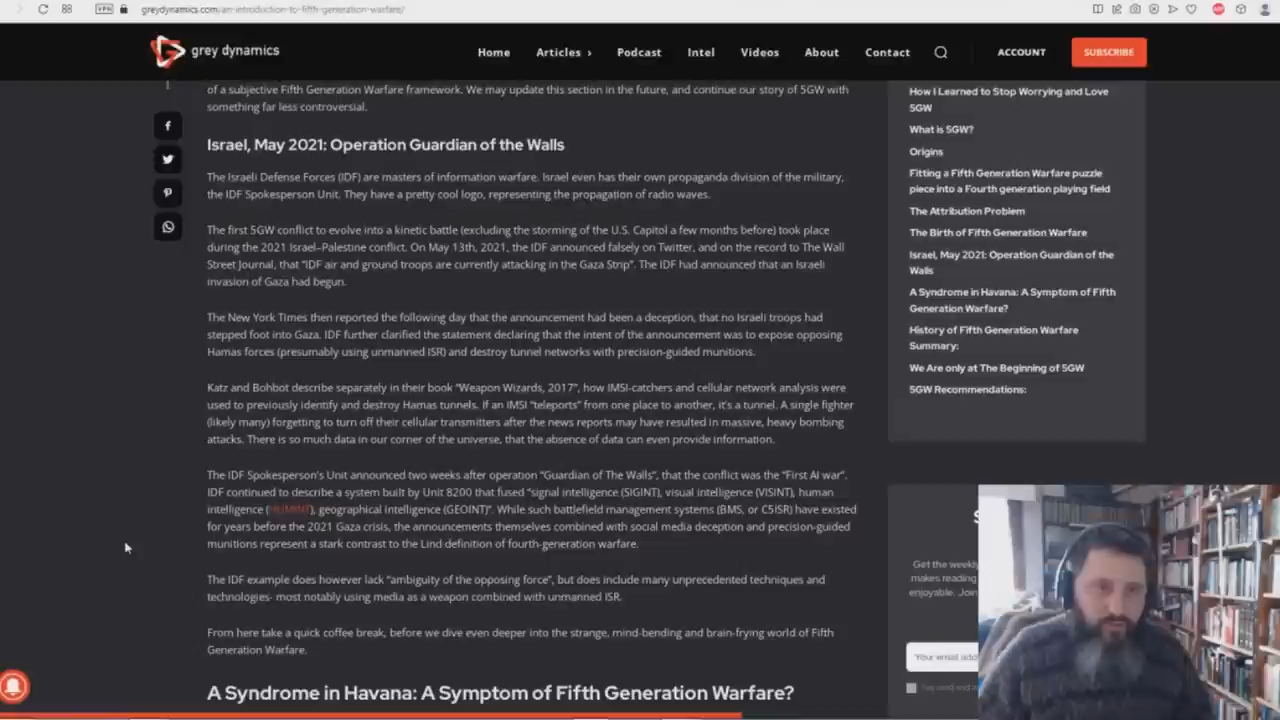 VPN
greydynamics.com/an-introduction-to-fifth-generation-warfare/
grey dynamics
Home
Articles
Podcast
Intel
Videos
About
Contact
ACCOUNT
SUBSCRIBE
of a subjective Fifth Generation Warfare framework. We may update this section in the future, and continue our story of 5GW with
something far less controversial.
Israel, May 2021: Operation Guardian of the Walls
The Israeli Defense Forces (IDF) are masters of information warfare. Israel even has their own propaganda division of the military,
the IDF Spokesperson Unit. They have a pretty cool logo, representing the propagation of radio waves.
The first 5GW conflict to evolve into a kinetic battle (excluding the storming of the U.S. Capitol a few months before) took place
during the 2021 Israel–Palestine conflict. On May 13th, 2021, the IDF announced falsely on Twitter, and on the record to The Wall
Street Journal, that "IDF air and ground troops are currently attacking in the Gaza Strip". The IDF had announced that an Israeli
invasion of Gaza had begun.
The New York Times then reported the following day that the announcement had been a deception, that no Israeli troops had
stepped foot into Gaza. IDF further clarified the statement declaring that the intent of the announcement was to expose opposing
Hamas forces (presumably using unmanned ISR) and destroy tunnel networks with precision-guided munitions.
Katz and Bohbot describe separately in their book "Weapon Wizards, 2017", how IMSI-catchers and cellular network analysis were
used to previously identify and destroy Hamas tunnels. If an IMSI "teleports" from one place to another, it's a tunnel. A single fighter
(likely many) forgetting to turn off their cellular transmitters after the news reports may have resulted in massive, heavy bombing
attacks. There is so much data in our corner of the universe, that the absence of data can even provide information.
The IDF Spokesperson's Unit announced two weeks after operation "Guardian of The Walls", that the conflict was the "First AI war".
IDF continued to describe a system built by Unit 8200 that fused "signal intelligence (SIGINT), visual intelligence (VISINT), human
intelligence (HUMINT), geographical intelligence (GEOINT)". While such battlefield management systems (BMS, or C5ISR) have existed
for years before the 2021 Gaza crisis, the announcements themselves combined with social media deception and precision-guided
munitions represent a stark contrast to the Lind definition of fourth-generation warfare.
The IDF example does however lack "ambiguity of the opposing force", but does include many unprecedented techniques and
technologies- most notably using media as a weapon combined with unmanned ISR.
From here take a quick coffee break, before we dive even deeper into the strange, mind-bending and brain-frying world of Fifth
Generation Warfare.
A Syndrome in Havana: A Symptom of Fifth Generation Warfare?
How I Learned to Stop Worrying and Love
5GW
What is 5GW?
Origins
Fitting a Fifth Generation Warfare puzzle
piece into a Fourth generation playing field
The Attribution Problem
The Birth of Fifth Generation Warfare
Israel, May 2021: Operation Guardian of the
Walls
A Syndrome in Havana: A Symptom of Fifth
Generation Warfare?
History of Fifth Generation Warfare
Summary:
We Are only at The Beginning of 5GW
5GW Recommendations:
S
Get the weekly
makes reading
enjoyable. Join
Your email add